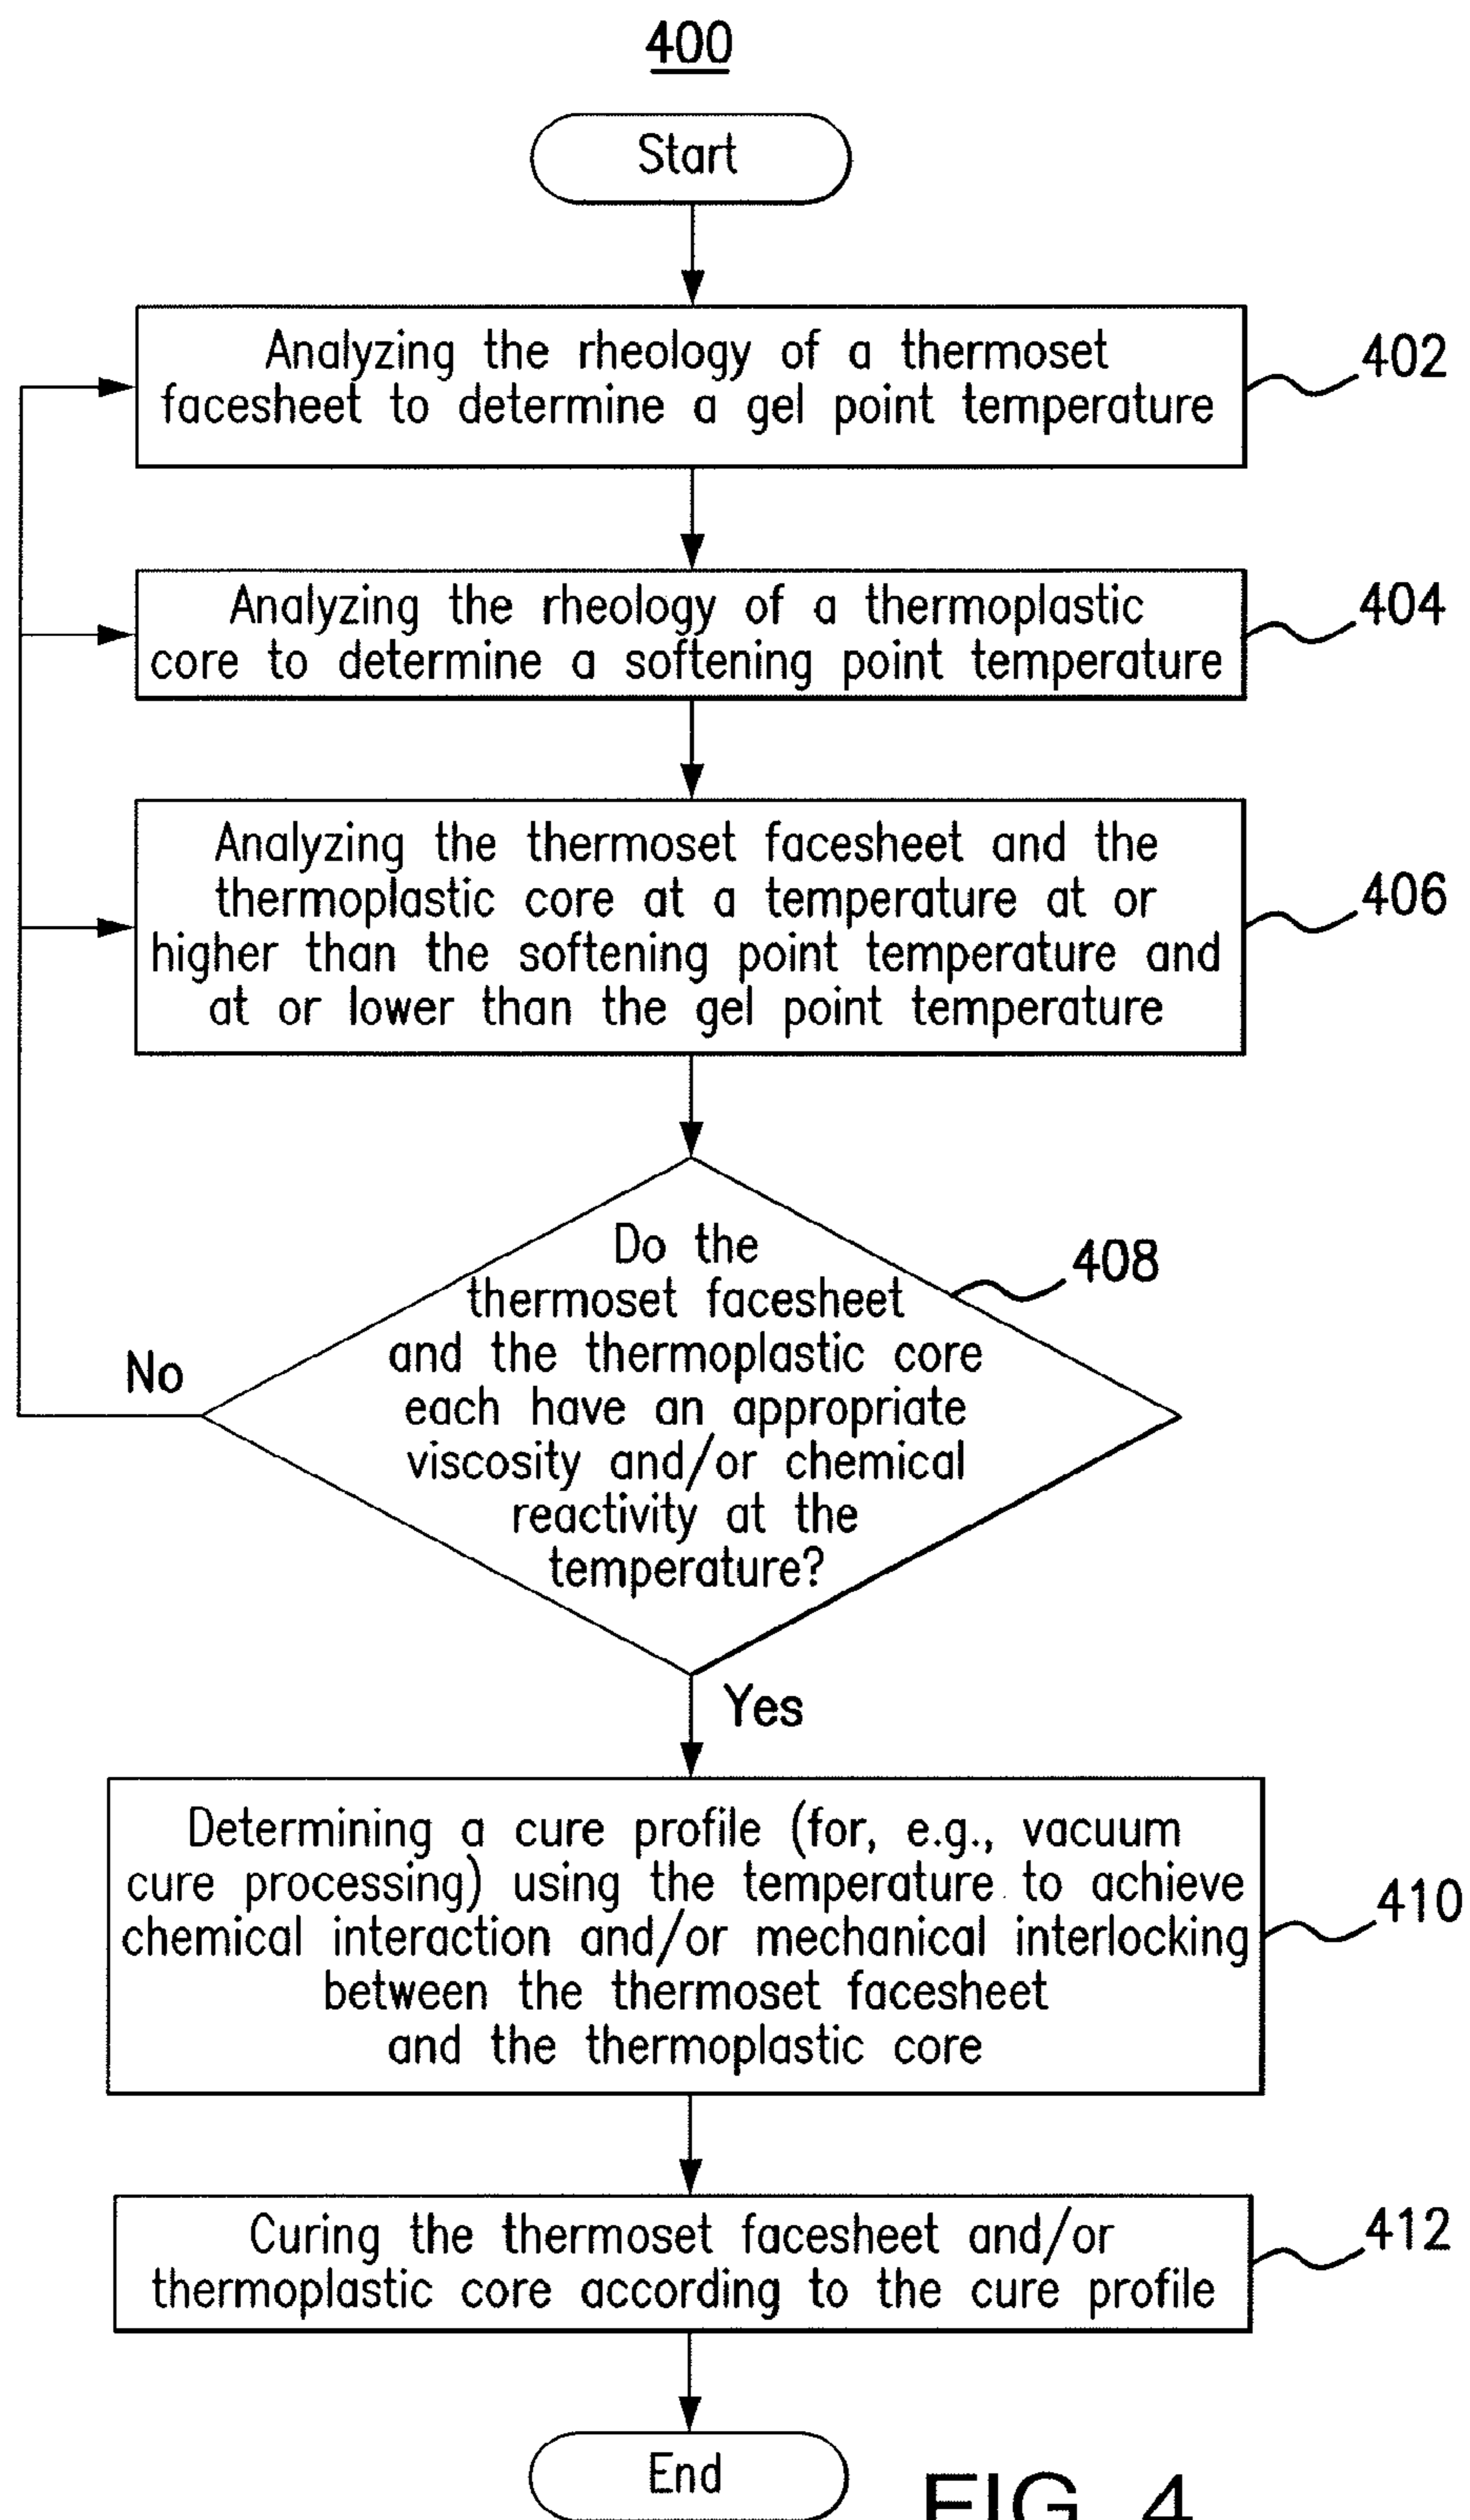 400
Start
Analyzing the rheology of a thermoset
facesheet to determine a gel point temperature
402
Analyzing the rheology of a thermoplastic
core to determine a softening point temperature
404
Analyzing the thermoset facesheet and the
thermoplastic core at a temperature at or
higher than the softening point temperature and
at or lower than the gel point temperature
406
Do the
thermoset facesheet
and the thermoplastic core
each have an appropriate
viscosity and/or chemical
reactivity at the
temperature?
408
No
Yes
Determining a cure profile (for, e.g., vacuum
cure processing) using the temperature to achieve
chemical interaction and/or mechanical interlocking
between the thermoset facesheet
and the thermoplastic core
410
Curing the thermoset facesheet and/or
thermoplastic core according to the cure profile
412
End
FIG. 4